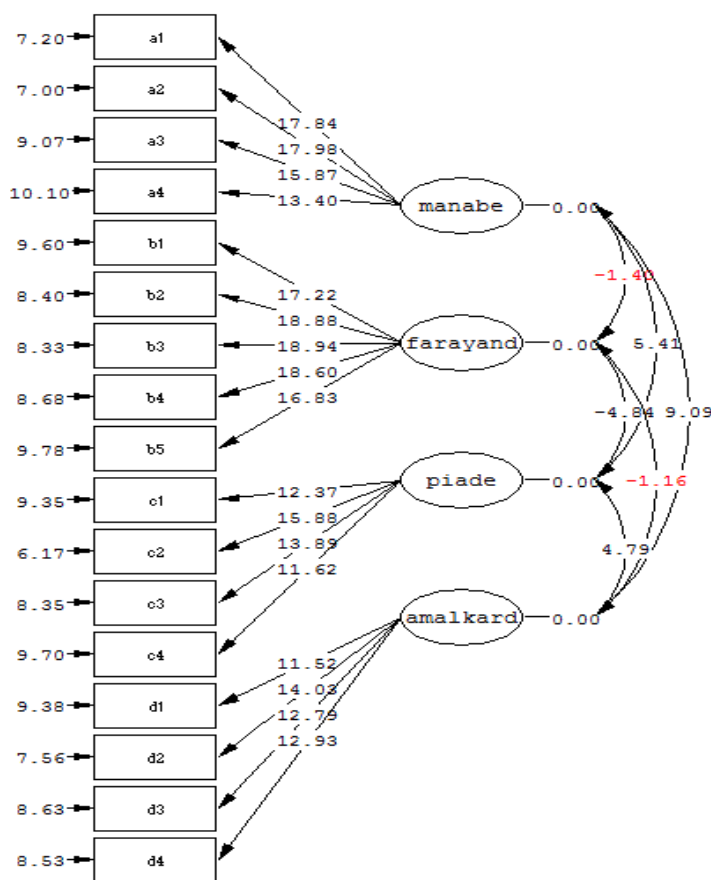 7.20 a1
7.00 a2
17.84
17.98
9.07 a3
15.87
10.10 a4
13.40
manabe 0.00
9.60 b1
-1.40
8.40 b2
17.22
18.88
8.33 b3
18.94
farayand 0.00
5.41
18.60
8.68 b4
16.83
-4.84
9.09
9.78 b5
9.35 c1
12.37
piade 0.00
-1.16
15.88
6.17 c2
13.89
4.79
11.62
8.35 c3
amalkard 0.00
9.70 c4
11.52
14.03
9.38 d1
12.79
12.93
7.56 d2
8.63 d3
8.53 d4